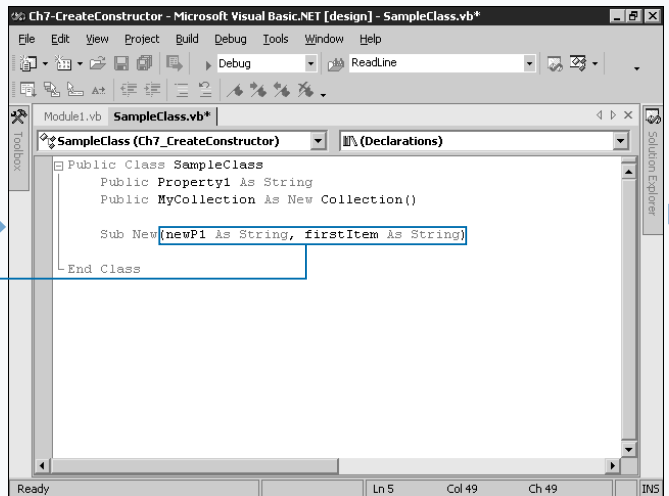 Ch7-CreateConstructor - Microsoft Visual Basic.NET [design] - SampleClass.vb*
File Edit View Project Build Debug Tools Window Help
Debug ReadLine
Module1.vb SampleClass.vb*
SampleClass (Ch7_CreateConstructor) (Declarations)
Toolbox
Solution Explorer
Public Class SampleClass
Public Property1 As String
Public MyCollection As New Collection()
Sub New(newP1 As String, firstItem As String)
End Class
Ready Ln 5 Col 49 Ch 49 INS